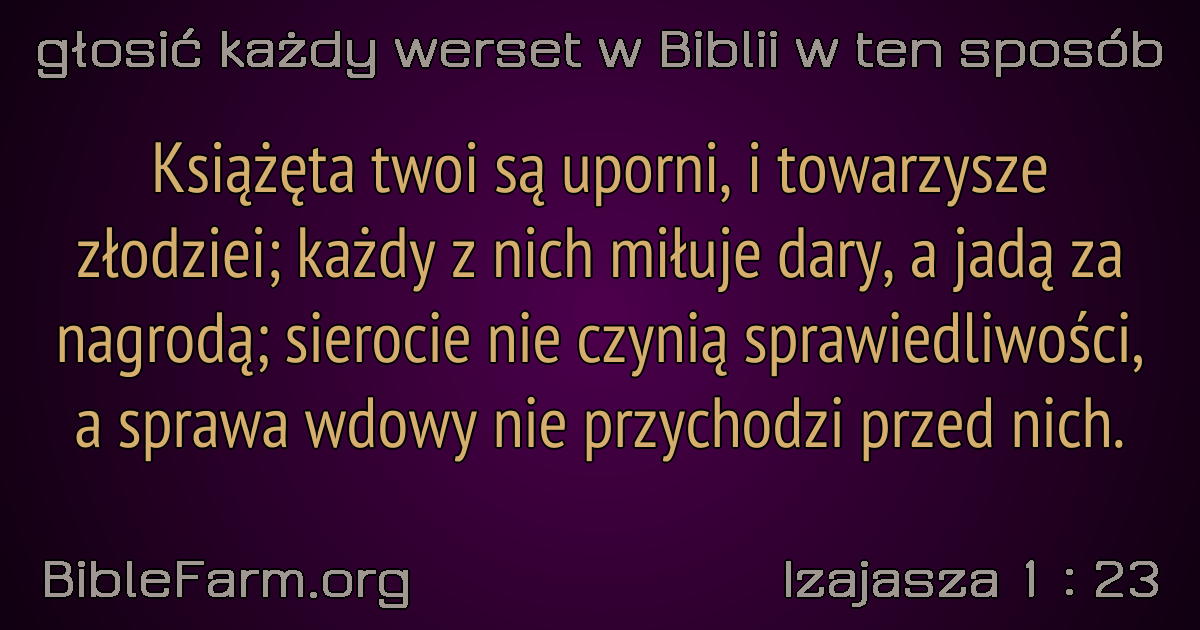 głosić każdy werset w Biblii w ten sposób
Książęta twoi są uporni, i towarzysze
złodziei; każdy z nich miłuje dary, a jadą za
nagrodą; sierocie nie czynią sprawiedliwości,
a sprawa wdowy nie przychodzi przed nich.
BibleFarm.org
Izajasza 1 : 23